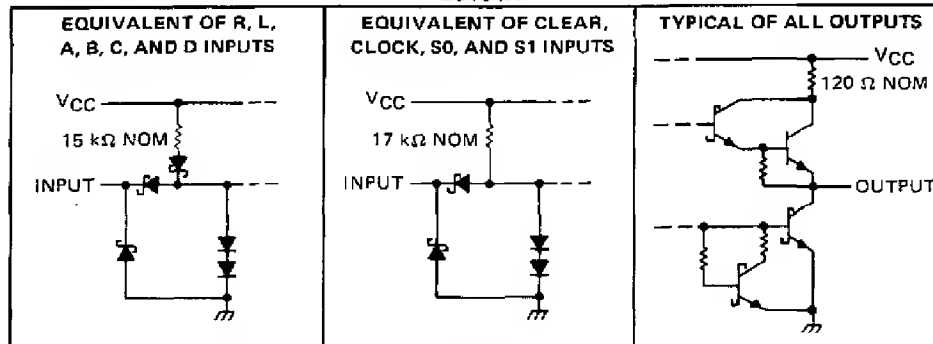 EQUIVALENT OF R, L,
A, B, C, AND D INPUTS
VCC
15 kΩ NOM
INPUT
EQUIVALENT OF CLEAR,
CLOCK, S0, AND S1 INPUTS
VCC
17 kΩ NOM
INPUT
TYPICAL OF ALL OUTPUTS
VCC
120 Ω NOM
OUTPUT